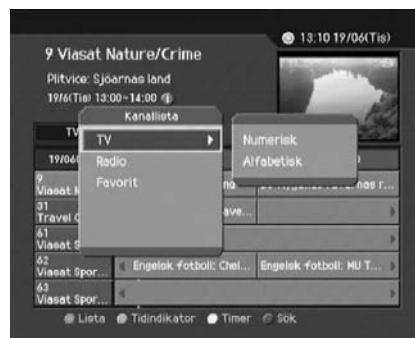 13:10 19/06(Tis)
9 Viasat Nature/Crime
Plitvice: Sjöarnas land
19/6(Tis) 13:00~14:00
Kanallista
TV
TV
Numerisk
Radio
Alfabetisk
Favorit
19/06
9
Viasat
31
Travel
61
Viasat
62
Viasat Spor...
Engelsk fotboll: Chel...
Engelsk fotboll: MU T...
63
Viasat Spor...
Lista
Tidindikator
Timer
Sök